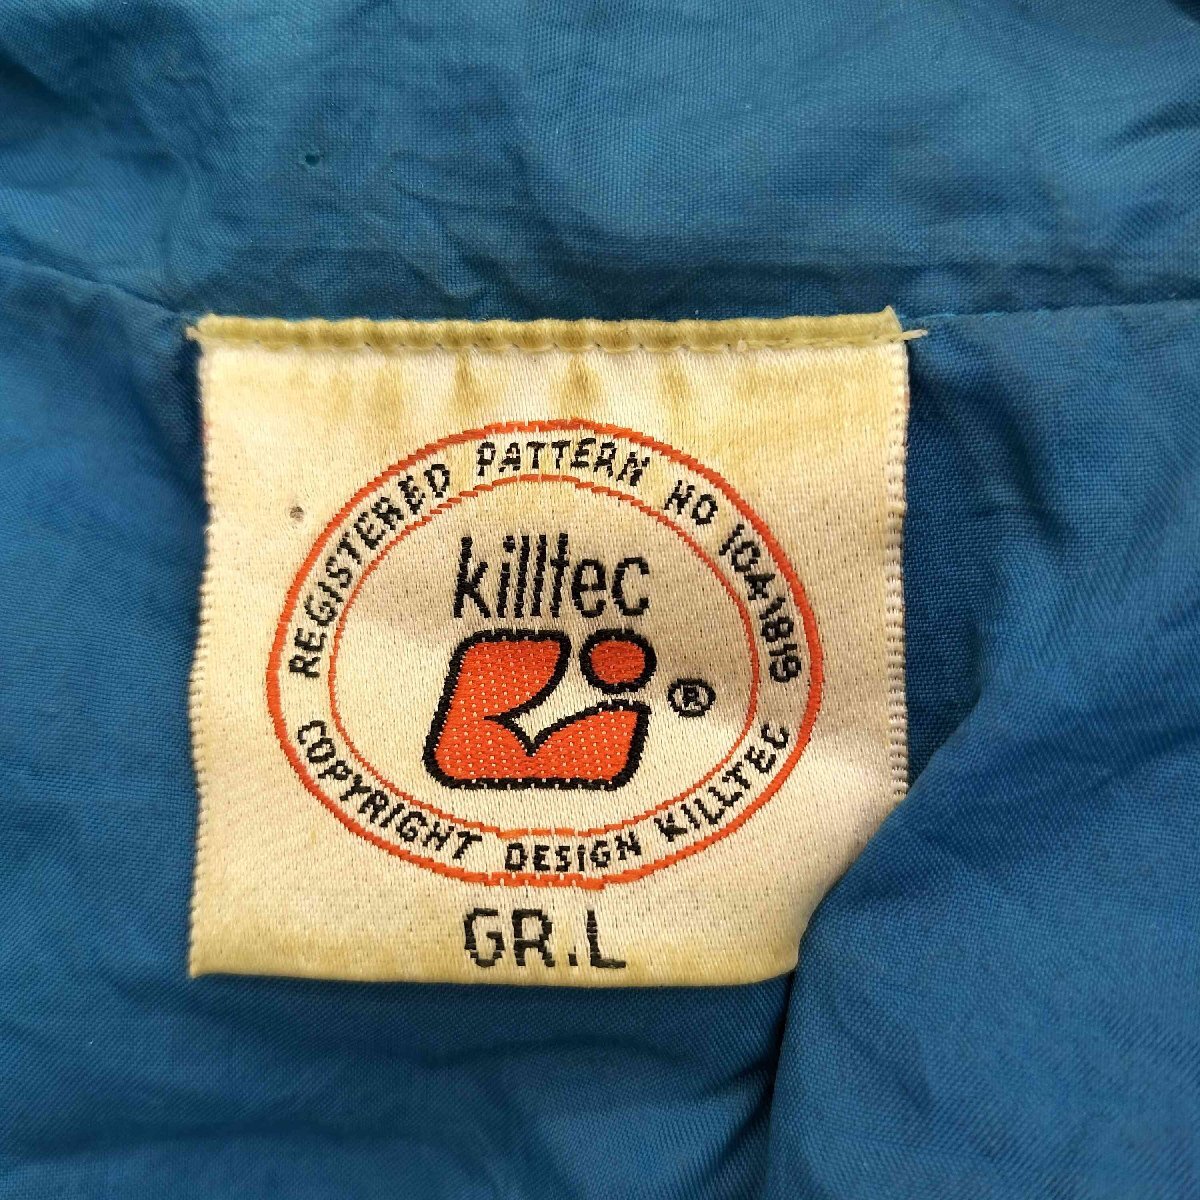 REGISTERED PATTERN NO 1041819
killtec
®
COPYRIGHT DESIGN KILLTEC
GR.L